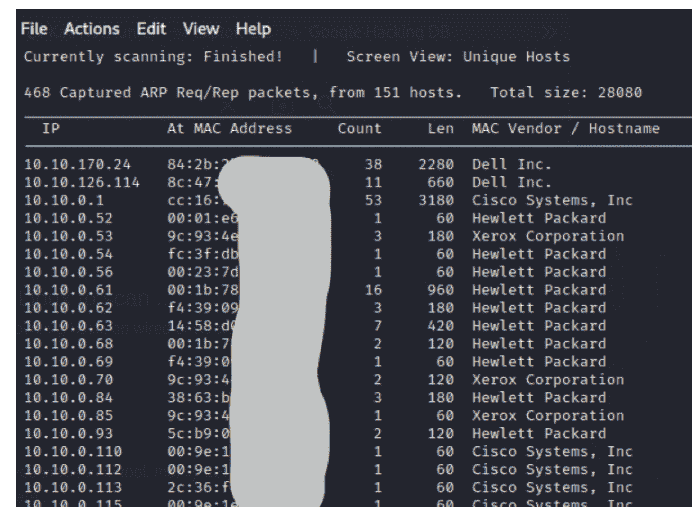 File Actions Edit View Help
Currently scanning: Finished! | Screen View: Unique Hosts
468 Captured ARP Req/Rep packets, from 151 hosts. Total size: 28080
IP At MAC Address Count Len MAC Vendor / Hostname
10.10.170.24 84:2b: 38 2280 Dell Inc.
10.10.126.114 8c:47: 11 660 Dell Inc.
10.10.0.1 cc:16: 53 3180 Cisco Systems, Inc
10.10.0.52 00:01:e6 1 60 Hewlett Packard
10.10.0.53 9c:93:4e 3 180 Xerox Corporation
10.10.0.54 fc:3f:db 1 60 Hewlett Packard
10.10.0.56 00:23:7d 1 60 Hewlett Packard
10.10.0.61 00:1b:78 16 960 Hewlett Packard
10.10.0.62 f4:39:09 3 180 Hewlett Packard
10.10.0.63 14:58:d0 7 420 Hewlett Packard
10.10.0.68 00:1b:7 2 120 Hewlett Packard
10.10.0.69 f4:39:0 1 60 Hewlett Packard
10.10.0.70 9c:93:4 2 120 Xerox Corporation
10.10.0.84 38:63:b 3 180 Hewlett Packard
10.10.0.85 9c:93:4 1 60 Xerox Corporation
10.10.0.93 5c:b9:0 2 120 Hewlett Packard
10.10.0.110 00:9e:1 1 60 Cisco Systems, Inc
10.10.0.112 00:9e:1 1 60 Cisco Systems, Inc
10.10.0.113 2c:36:f 1 60 Cisco Systems, Inc
10.10.0.115 00:9e:1e 1 60 Cisco Systems, Inc